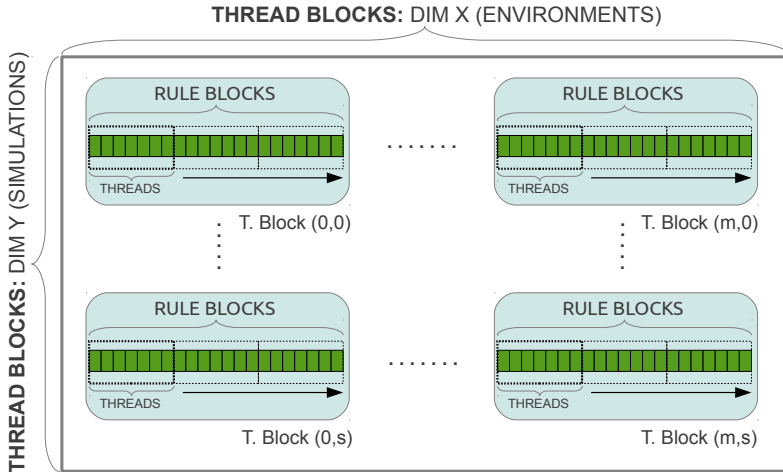 THREAD BLOCKS: DIM X (ENVIRONMENTS)
THREAD BLOCKS: DIM Y (SIMULATIONS)
RULE BLOCKS
THREADS
T. Block (0,0)
RULE BLOCKS
THREADS
T. Block (m,0)
RULE BLOCKS
THREADS
T. Block (0,s)
RULE BLOCKS
THREADS
T. Block (m,s)